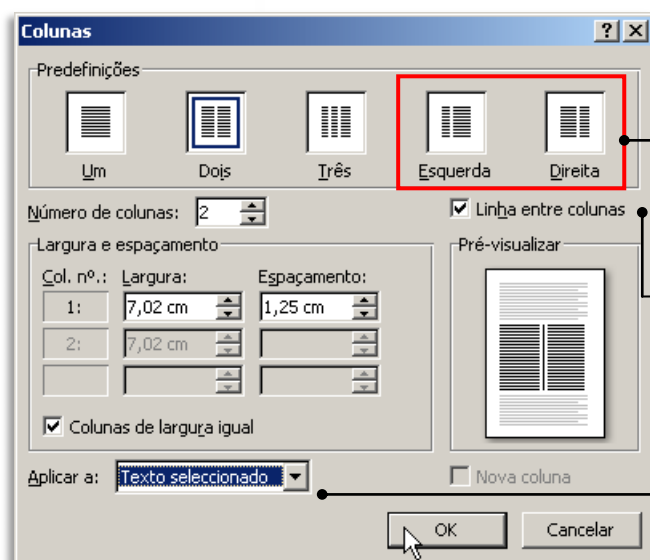 Colunas
Predefinições
Um Dois Três Esquerda Direita
Número de colunas: 2 Linha entre colunas
Largura e espaçamento Pré-visualizar
Col. nº.: Largura: Espaçamento:
1: 7,02 cm 1,25 cm
2: 7,02 cm
Colunas de largura igual
Aplicar a: Texto seleccionado Nova coluna
OK Cancelar